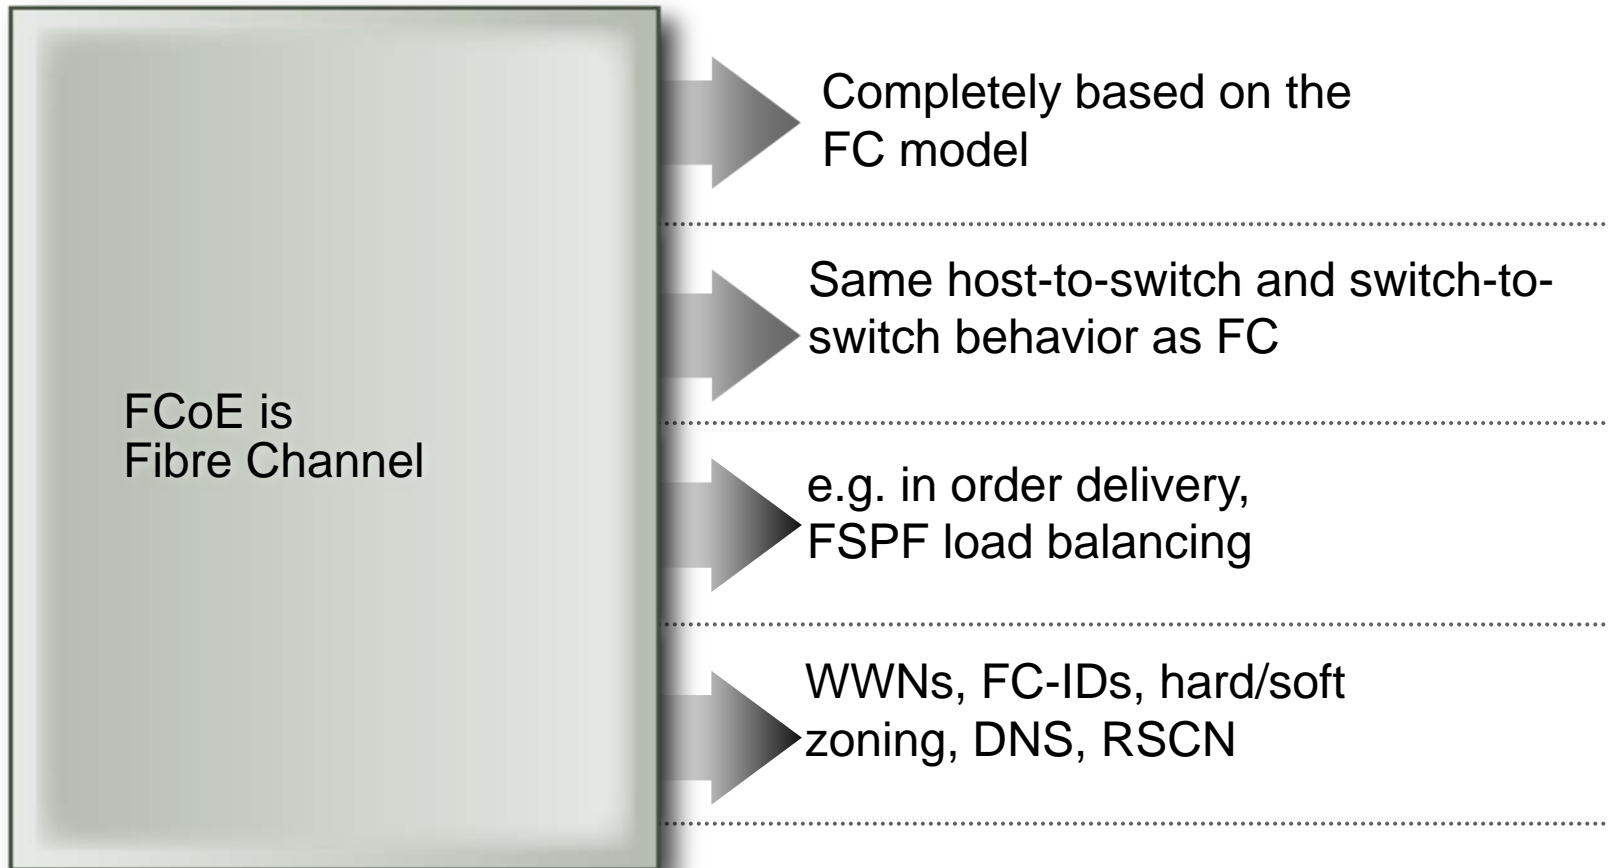 FCoE is
Fibre Channel
Completely based on the
FC model
Same host-to-switch and switch-to-
switch behavior as FC
e.g. in order delivery,
FSPF load balancing
WWNs, FC-IDs, hard/soft
zoning, DNS, RSCN